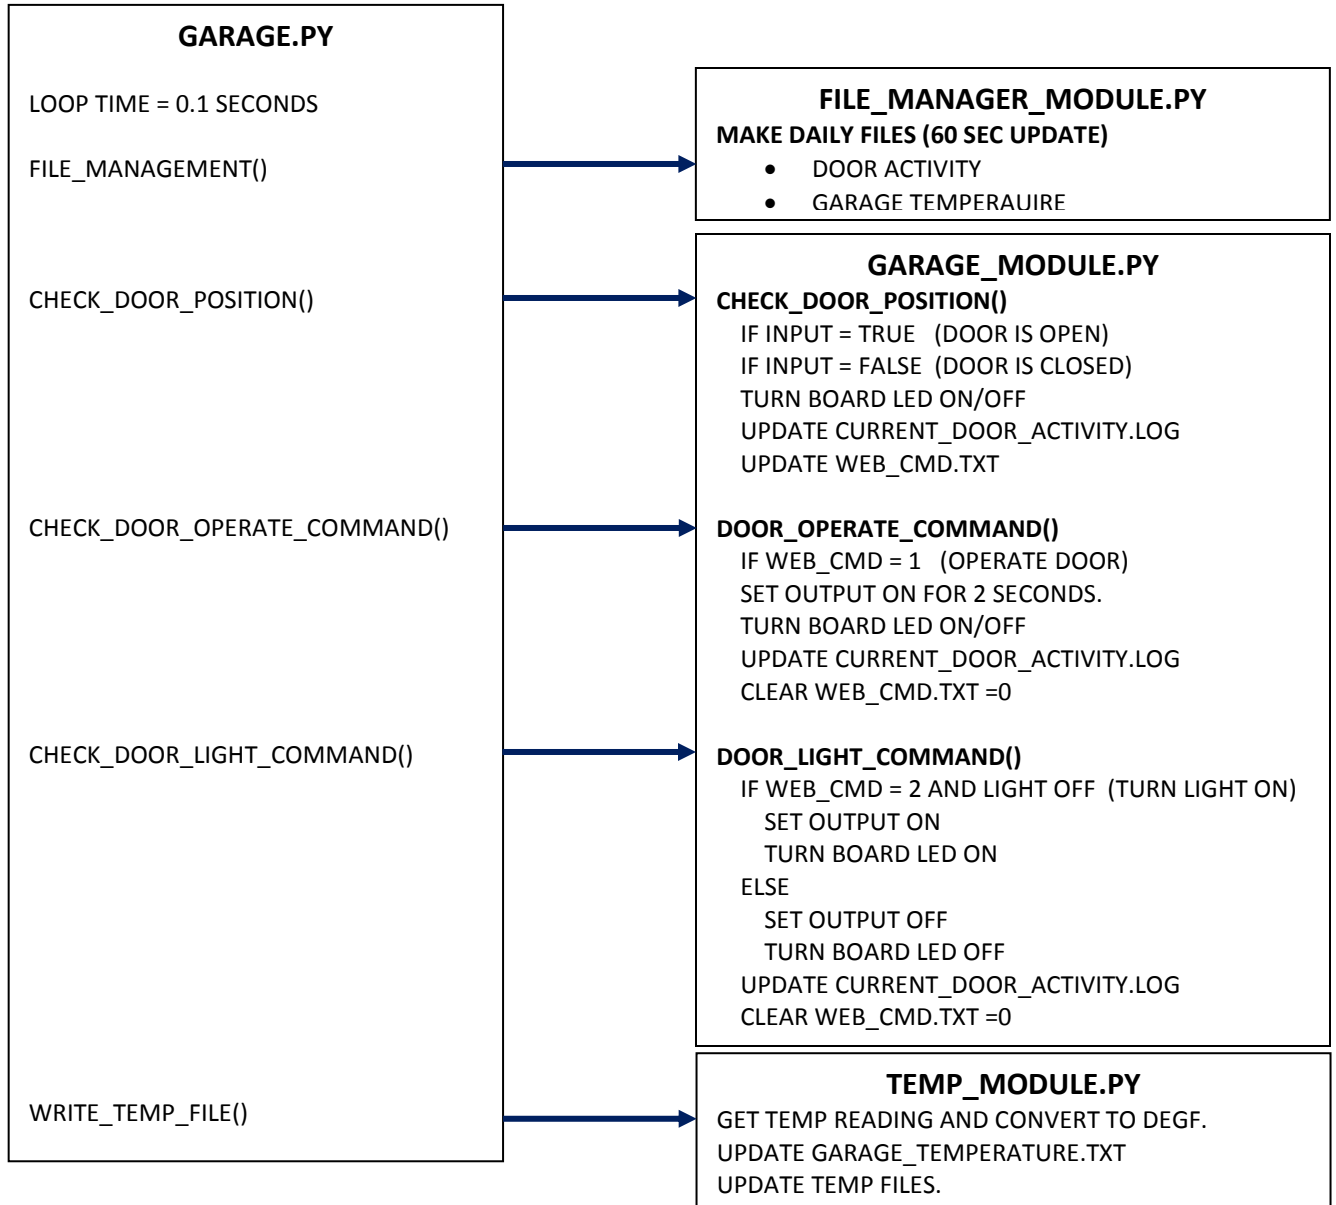 GARAGE.PY
LOOP TIME = 0.1 SECONDS
FILE_MANAGEMENT()
CHECK_DOOR_POSITION()
CHECK_DOOR_OPERATE_COMMAND()
CHECK_DOOR_LIGHT_COMMAND()
WRITE_TEMP_FILE()
FILE_MANAGER_MODULE.PY
MAKE DAILY FILES (60 SEC UPDATE)
• DOOR ACTIVITY
• GARAGE TEMPERAUIRE
GARAGE_MODULE.PY
CHECK_DOOR_POSITION()
IF INPUT = TRUE (DOOR IS OPEN)
IF INPUT = FALSE (DOOR IS CLOSED)
TURN BOARD LED ON/OFF
UPDATE CURRENT_DOOR_ACTIVITY.LOG
UPDATE WEB_CMD.TXT
DOOR_OPERATE_COMMAND()
IF WEB_CMD = 1 (OPERATE DOOR)
SET OUTPUT ON FOR 2 SECONDS.
TURN BOARD LED ON/OFF
UPDATE CURRENT_DOOR_ACTIVITY.LOG
CLEAR WEB_CMD.TXT =0
DOOR_LIGHT_COMMAND()
IF WEB_CMD = 2 AND LIGHT OFF (TURN LIGHT ON)
SET OUTPUT ON
TURN BOARD LED ON
ELSE
SET OUTPUT OFF
TURN BOARD LED OFF
UPDATE CURRENT_DOOR_ACTIVITY.LOG
CLEAR WEB_CMD.TXT =0
TEMP_MODULE.PY
GET TEMP READING AND CONVERT TO DEGF.
UPDATE GARAGE_TEMPERATURE.TXT
UPDATE TEMP FILES.